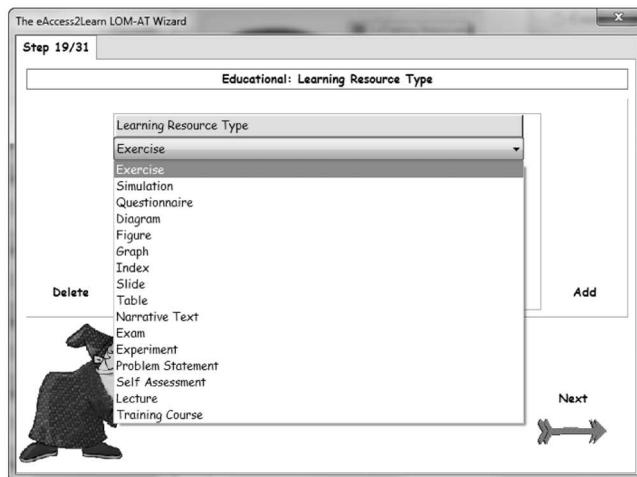 The eAccess2Learn LOM-AT Wizard
Step 19/31
Educational: Learning Resource Type
Learning Resource Type
Exercise
Exercise
Simulation
Questionnaire
Diagram
Figure
Graph
Index
Slide
Table
Narrative Text
Exam
Experiment
Problem Statement
Self Assessment
Lecture
Training Course
Delete
Add
Next